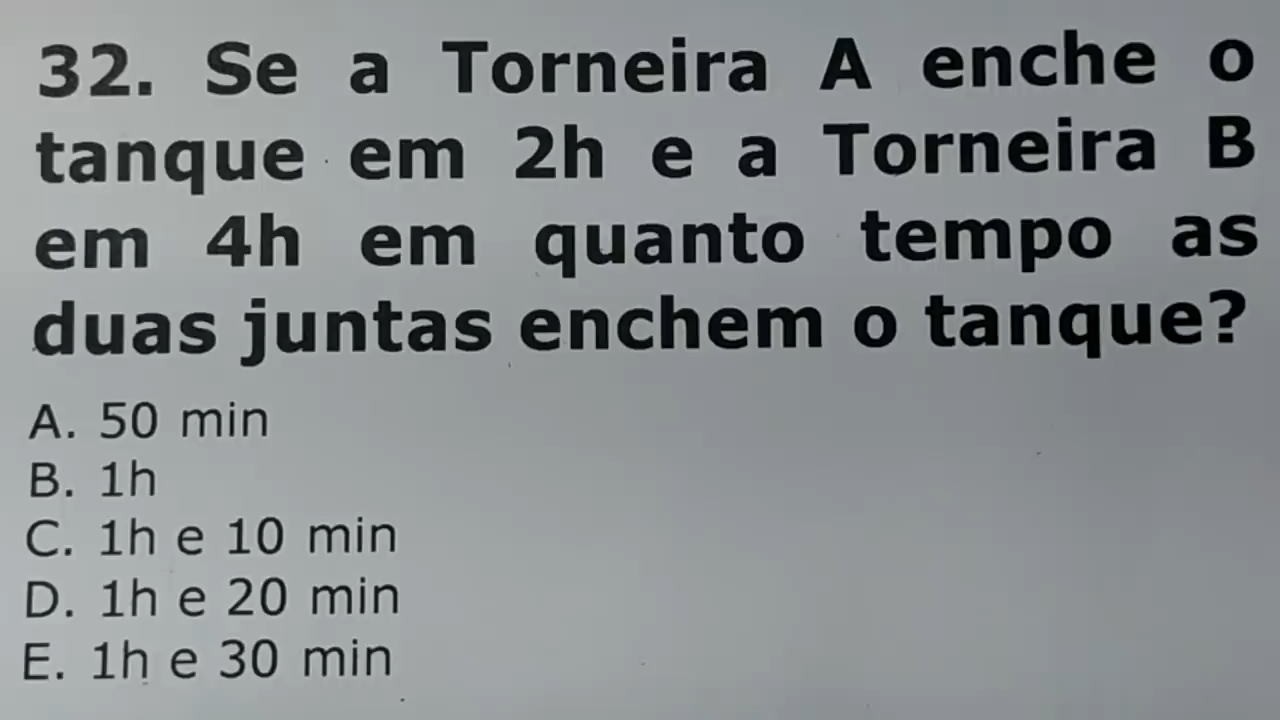 32. Se a Torneira A enche o
tanque em 2h e a Torneira B
em 4h em quanto tempo as
duas juntas enchem o tanque?
A. 50 min
B. 1h
C. 1h e 10 min
D. 1h e 20 min
E. 1h e 30 min